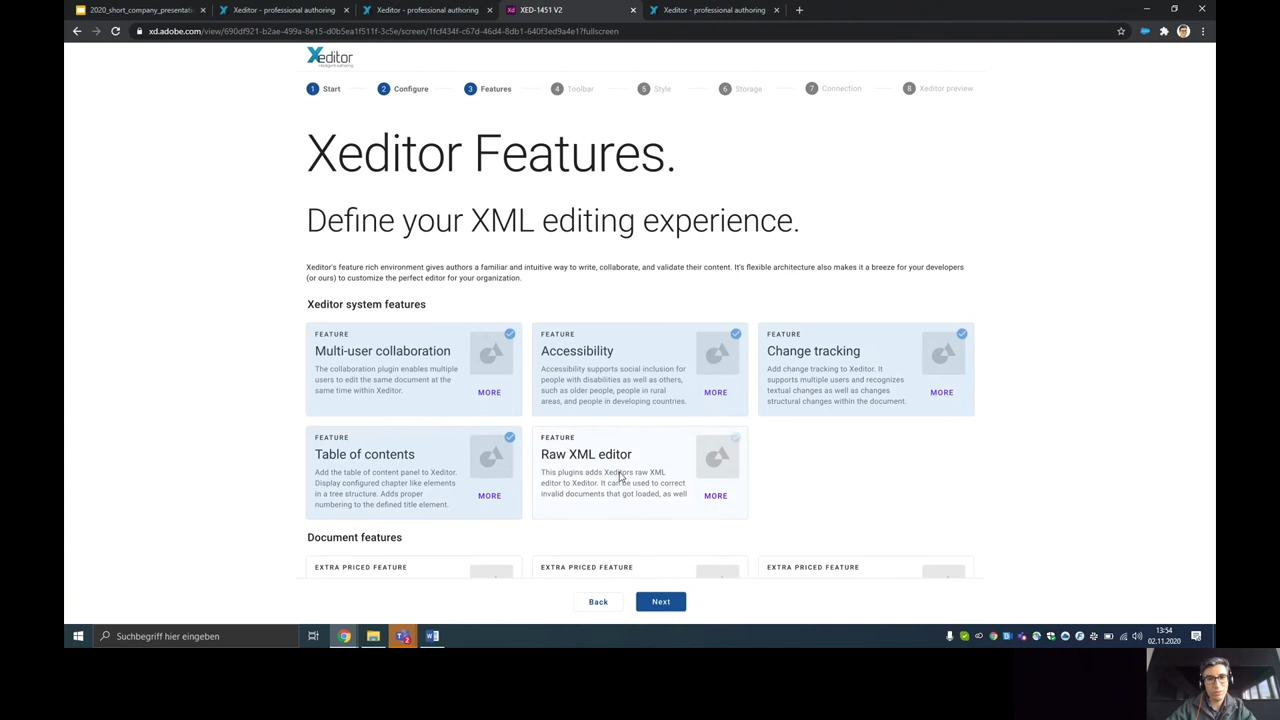 2020_short_company_presentati
Xeditor - professional authoring
Xeditor - professional authoring
XED-1451 V2
Xeditor - professional authoring
xd.adobe.com/view/690df921-b2ae-499a-8e15-d0b5ea1f511f-3c5e/screen/1fcf434f-c67d-46d4-8db1-640f3ed9a4e1?fullscreen
Xeditor
intelligent authoring
1 Start
2 Configure
3 Features
4 Toolbar
5 Style
6 Storage
7 Connection
8 Xeditor preview
Xeditor Features.
Define your XML editing experience.
Xeditor's feature rich environment gives authors a familiar and intuitive way to write, collaborate, and validate their content. It's flexible architecture also makes it a breeze for your developers
(or ours) to customize the perfect editor for your organization.
Xeditor system features
FEATURE
Multi-user collaboration
The collaboration plugin enables multiple
users to edit the same document at the
same time within Xeditor.
MORE
FEATURE
Accessibility
Accessibility supports social inclusion for
people with disabilities as well as others,
such as older people, people in rural
areas, and people in developing countries.
MORE
FEATURE
Change tracking
Add change tracking to Xeditor. It
supports multiple users and recognizes
textual changes as well as changes
structural changes within the document.
MORE
FEATURE
Table of contents
Add the table of content panel to Xeditor.
Display configured chapter like elements
in a tree structure. Adds proper
numbering to the defined title element.
MORE
FEATURE
Raw XML editor
This plugins adds Xeditors raw XML
editor to Xeditor. It can be used to correct
invalid documents that got loaded, as well
MORE
Document features
EXTRA PRICED FEATURE
EXTRA PRICED FEATURE
EXTRA PRICED FEATURE
Back
Next
Suchbegriff hier eingeben
13:54
02.11.2020